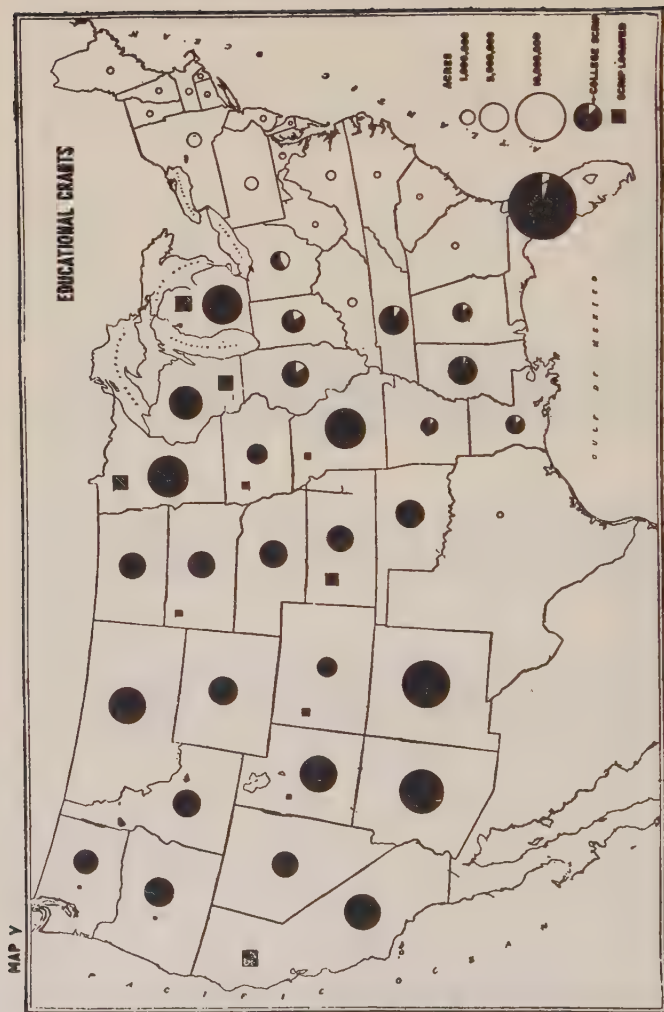 MAP V
EDUCATIONAL GRANTS
PACIFIC OCEAN
GULF OF MEXICO
ACRES
1,000,000
5,000,000
10,000,000
COLLEGE SCRIP
SCRIP LOCATED